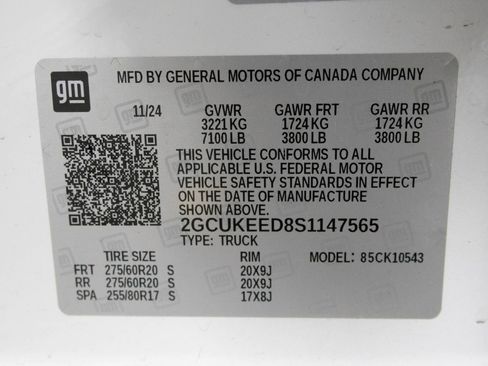 gm
MFD BY GENERAL MOTORS OF CANADA COMPANY
11/24 GVWR GAWR FRT GAWR RR
3221 KG 1724 KG 1724 KG
7100 LB 3800 LB 3800 LB
THIS VEHICLE CONFORMS TO ALL
APPLICABLE U.S. FEDERAL MOTOR
VEHICLE SAFETY STANDARDS IN EFFECT
ON THE DATE OF MANUFACTURE
SHOWN ABOVE.
2GCUKEED8S1147565
TYPE: TRUCK
TIRE SIZE RIM MODEL: 85CK10543
FRT 275/60R20 S 20X9J
RR 275/60R20 S 20X9J
SPA 255/80R17 S 17X8J